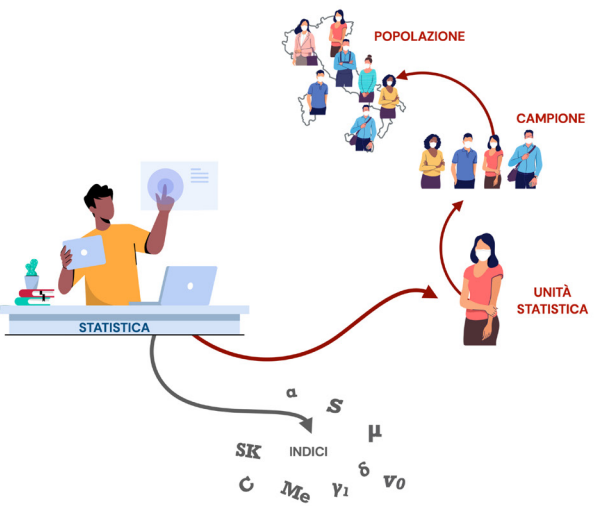 POPOLAZIONE
CAMPIONE
UNITÀ
STATISTICA
STATISTICA
a
S
μ
SK
INDICI
δ
C
Me
γ1
v0